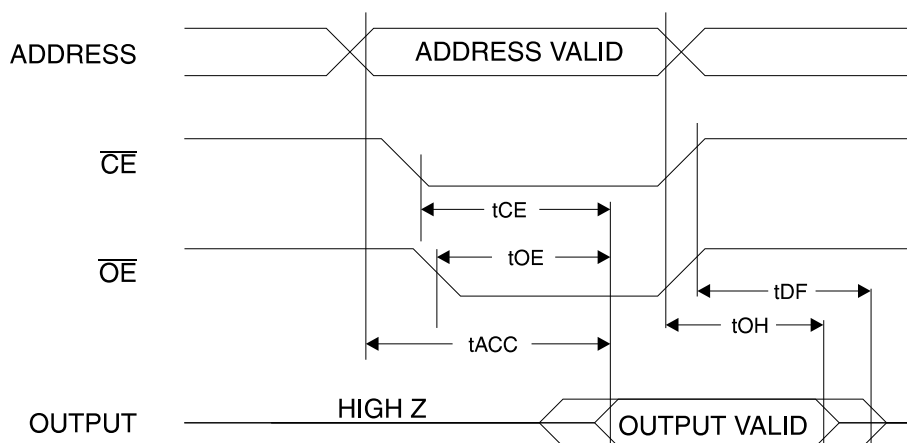 ADDRESS
ADDRESS VALID
CE
tCE
OE
tOE
tDF
tOH
tACC
HIGH Z
OUTPUT
OUTPUT VALID